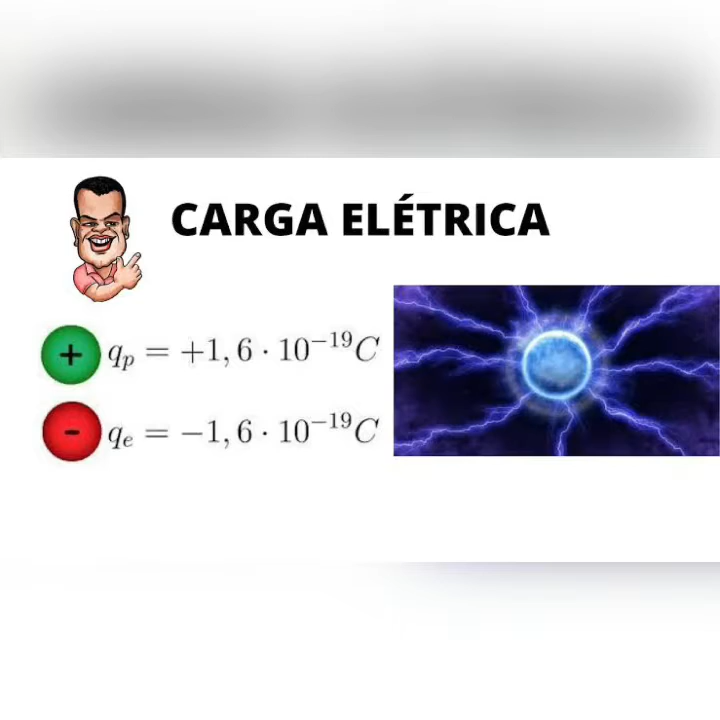 CARGA ELÉTRICA
+ q_p = +1,6 · 10^{-19}C
- q_e = −1,6 · 10^{-19}C